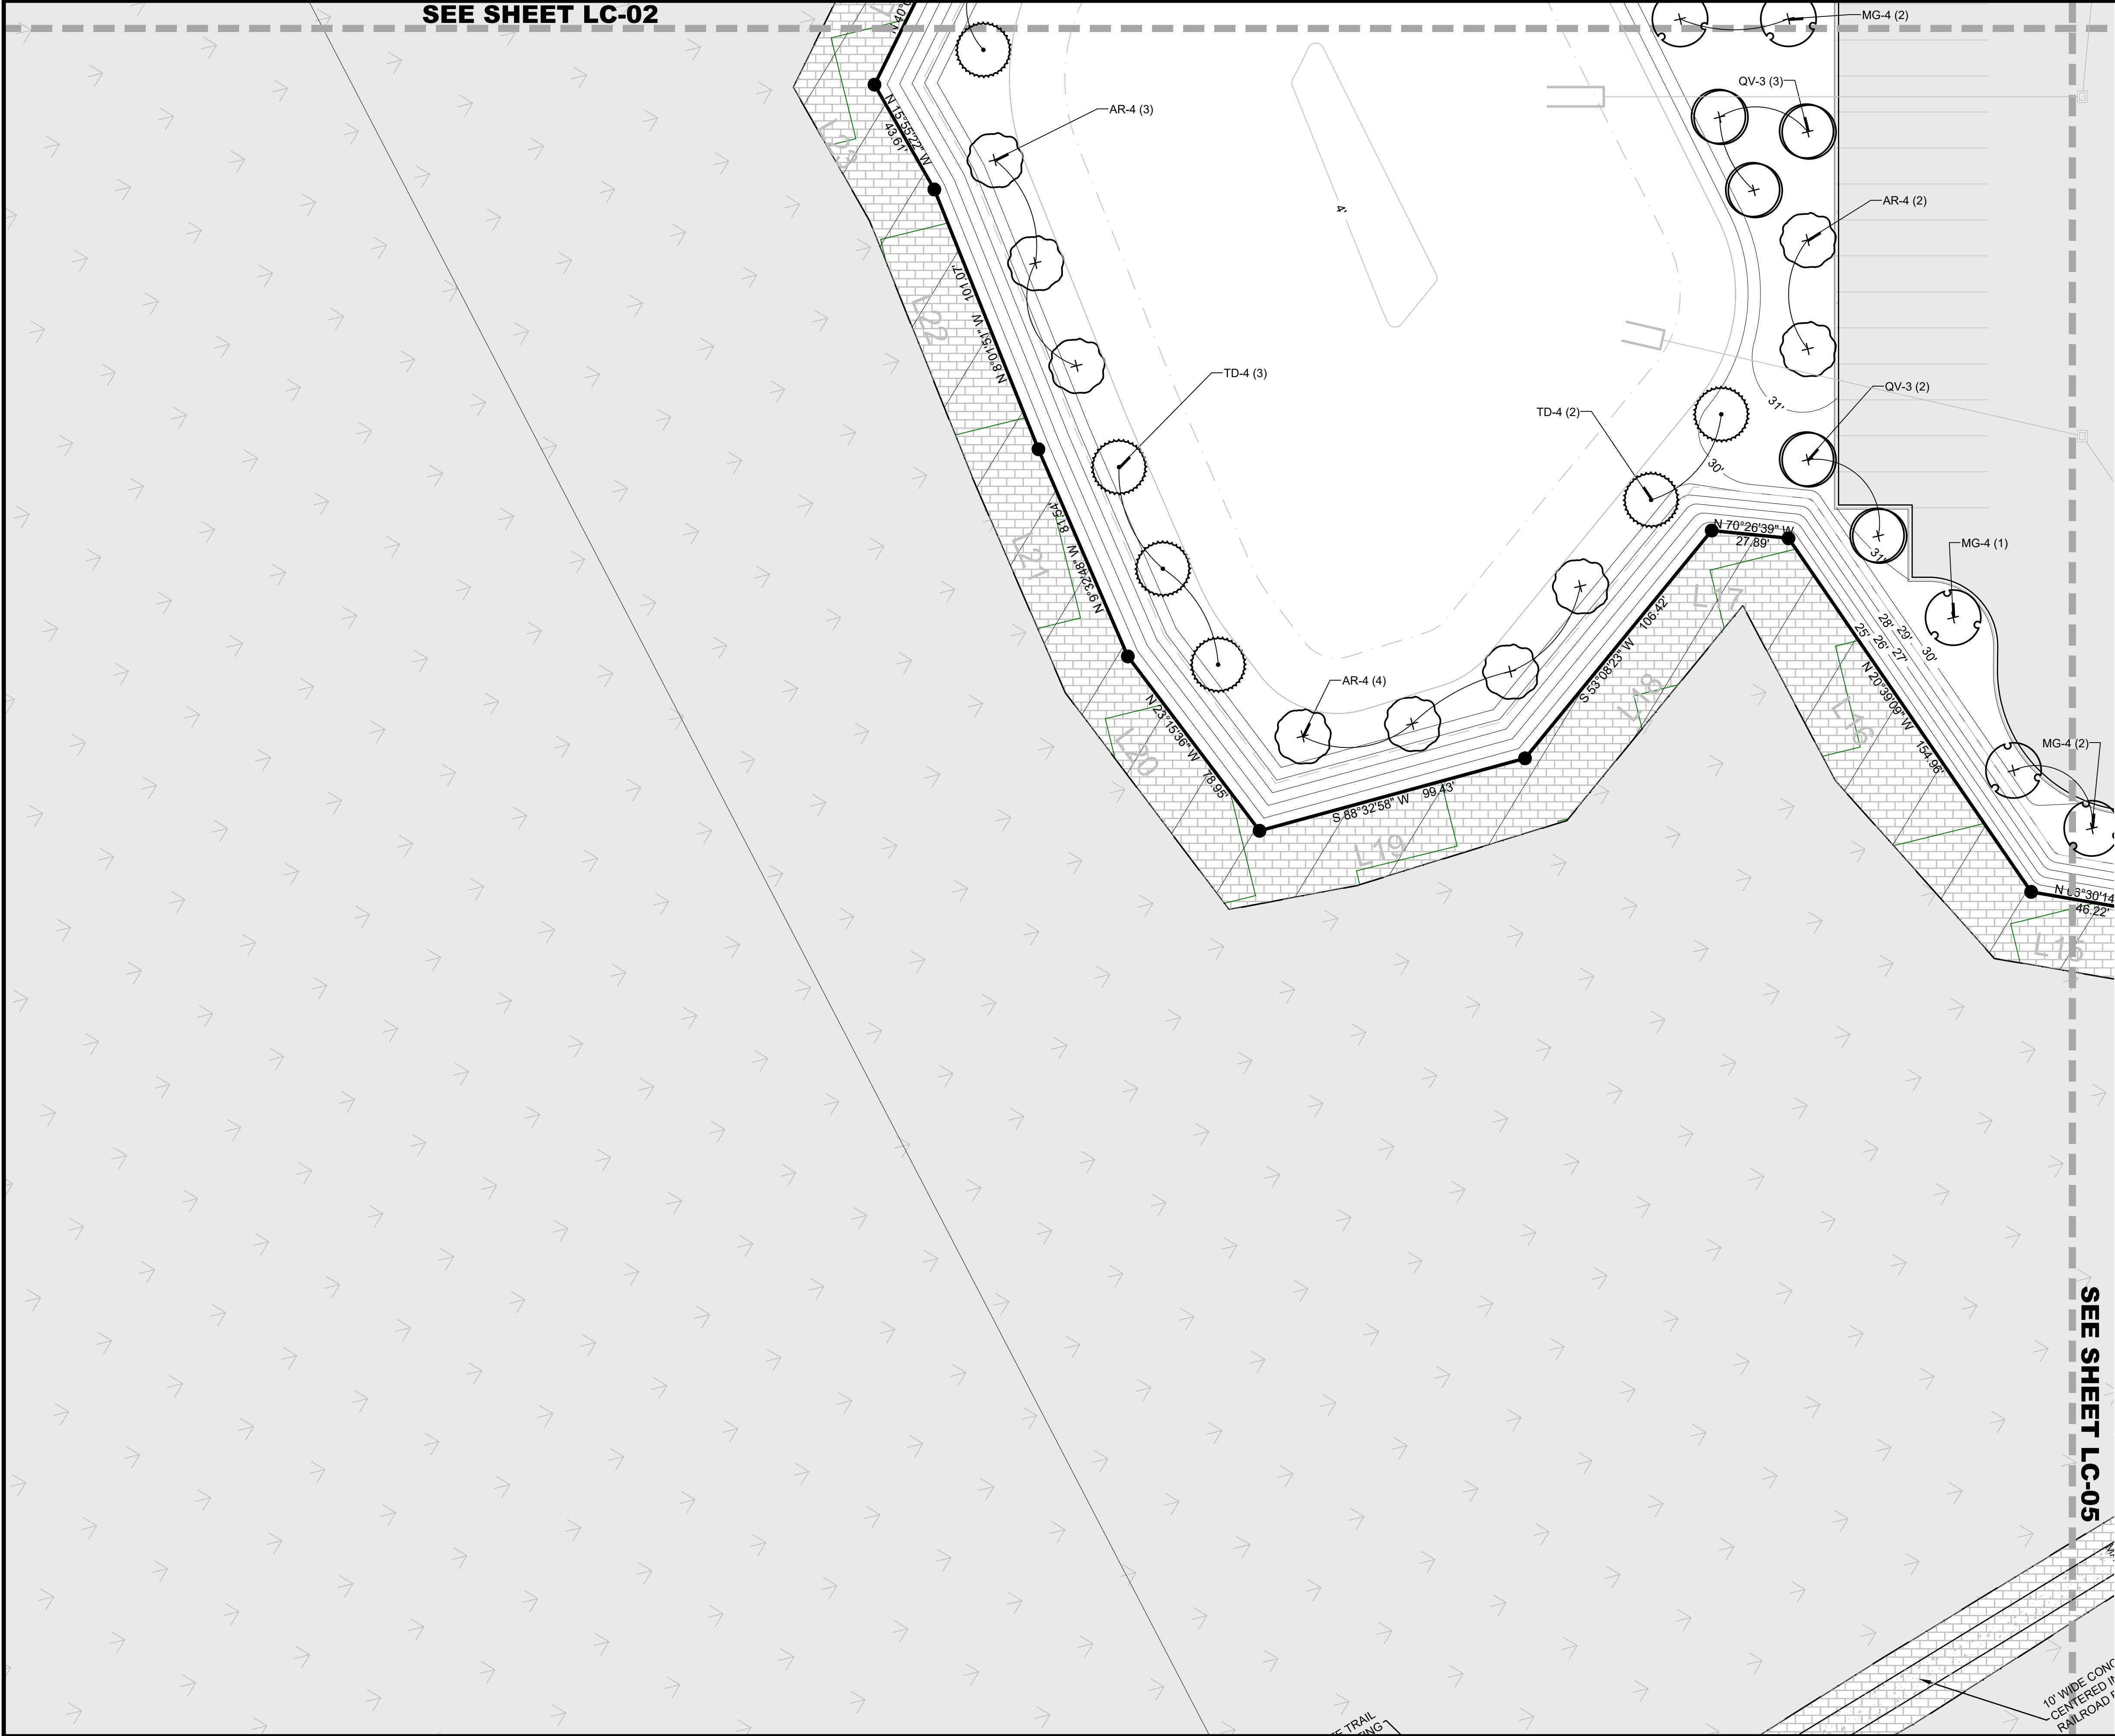 SEE SHEET LC-02
MG-4 (2)
QV-3 (3)
AR-4 (3)
N 15°55'22" W
43.61'
L23
4'
AR-4 (2)
101.07'
N 8°01'51" W
L22
TD-4 (3)
TD-4 (2)
QV-3 (2)
31'
30'
81.54'
N 9°32'48" W
L21
N 70°26'39" W
27.89'
31'
MG-4 (1)
L17
106.42'
S 53°08'23" W
L18
25' 26' 27' 28' 29' 30'
N 20°39'09" W
154.96'
L16
AR-4 (4)
N 23°15'36" W
78.95'
L20
MG-4 (2)
S 88°32'58" W
99.43'
L19
46.22'
L15
SEE SHEET LC-05
10' WIDE CONC
CENTERED IN
RAILROAD
TRAIL